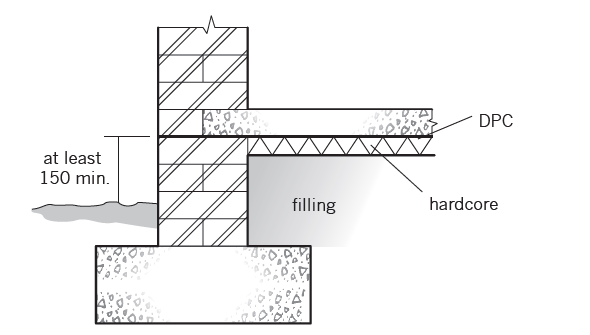 DPC
at least
150 min.
filling
hardcore